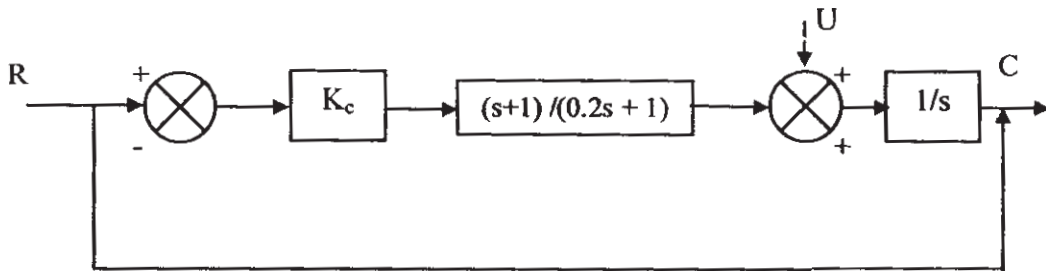 U
R
+
+
C
K_c
(s+1) /(0.2s + 1)
1/s
-
+